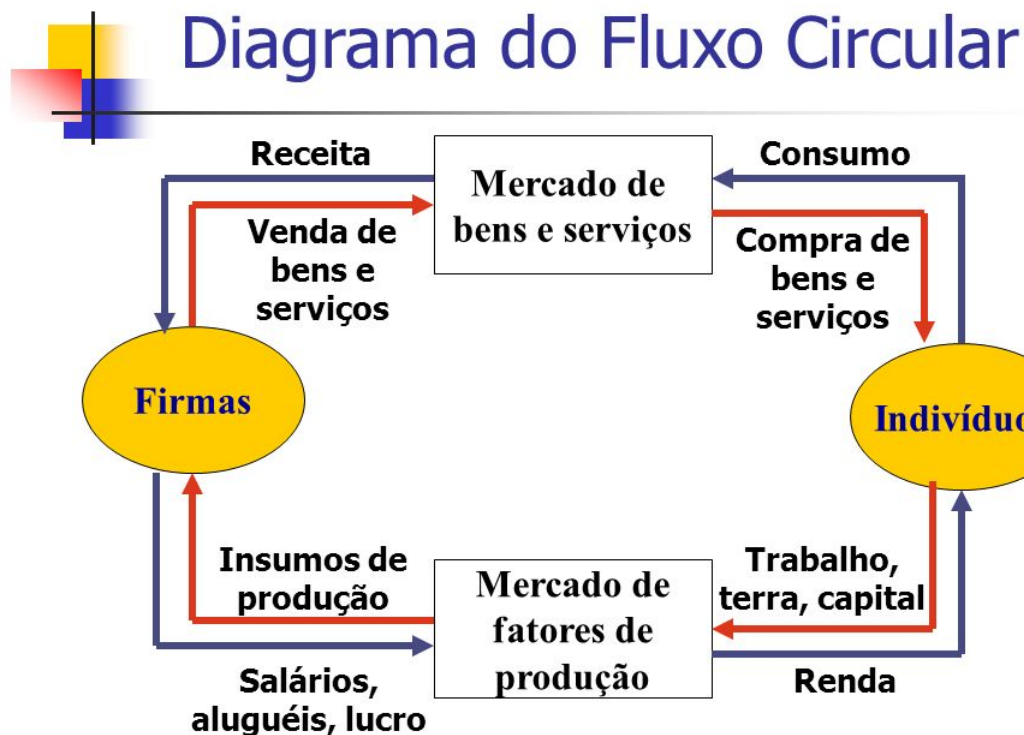 Diagrama do Fluxo Circular
Receita
Mercado de
bens e serviços
Consumo
Venda de
bens e
serviços
Compra de
bens e
serviços
Firmas
Indivíduo
Insumos de
produção
Mercado de
fatores de
produção
Trabalho,
terra, capital
Salários,
aluguéis, lucro
Renda